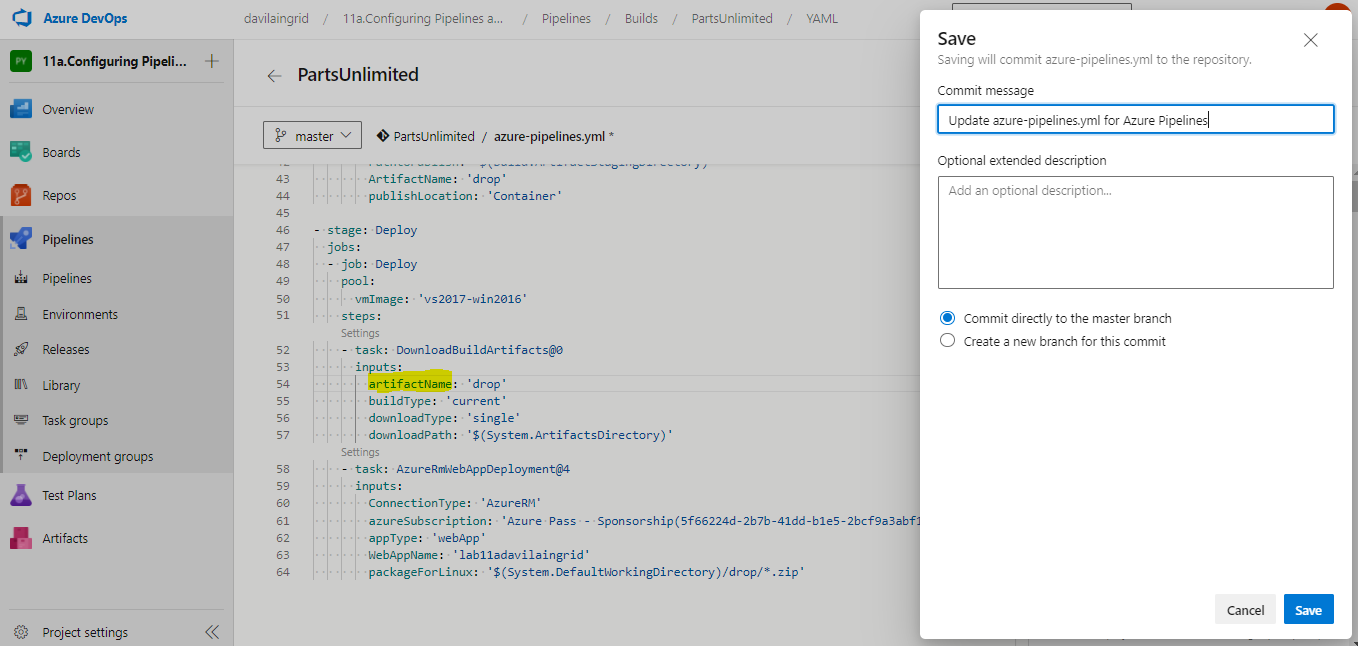 Azure DevOps
davilaingrid / 11a.Configuring Pipelines a... / Pipelines / Builds / PartsUnlimited / YAML
PY 11a.Configuring Pipeli... +
Overview
Boards
Repos
Pipelines
Pipelines
Environments
Releases
Library
Task groups
Deployment groups
Test Plans
Artifacts
Project settings
← PartsUnlimited
master
PartsUnlimited / azure-pipelines.yml *
43 ArtifactName: 'drop'
44 publishLocation: 'Container'
45
46 - stage: Deploy
47 jobs:
48 - job: Deploy
49 pool:
50 vmImage: 'vs2017-win2016'
51 steps:
Settings
52 - task: DownloadBuildArtifacts@0
53 inputs:
54 artifactName: 'drop'
55 buildType: 'current'
56 downloadType: 'single'
57 downloadPath: '$(System.ArtifactsDirectory)'
Settings
58 - task: AzureRmWebAppDeployment@4
59 inputs:
60 ConnectionType: 'AzureRM'
61 azureSubscription: 'Azure Pass - Sponsorship(5f66224d-2b7b-41dd-b1e5-2bcf9a3abf1
62 appType: 'webApp'
63 WebAppName: 'lab11adavilaingrid'
64 packageForLinux: '$(System.DefaultWorkingDirectory)/drop/*.zip'
Save
Saving will commit azure-pipelines.yml to the repository.
Commit message
Update azure-pipelines.yml for Azure Pipelines
Optional extended description
Add an optional description...
Commit directly to the master branch
Create a new branch for this commit
Cancel
Save